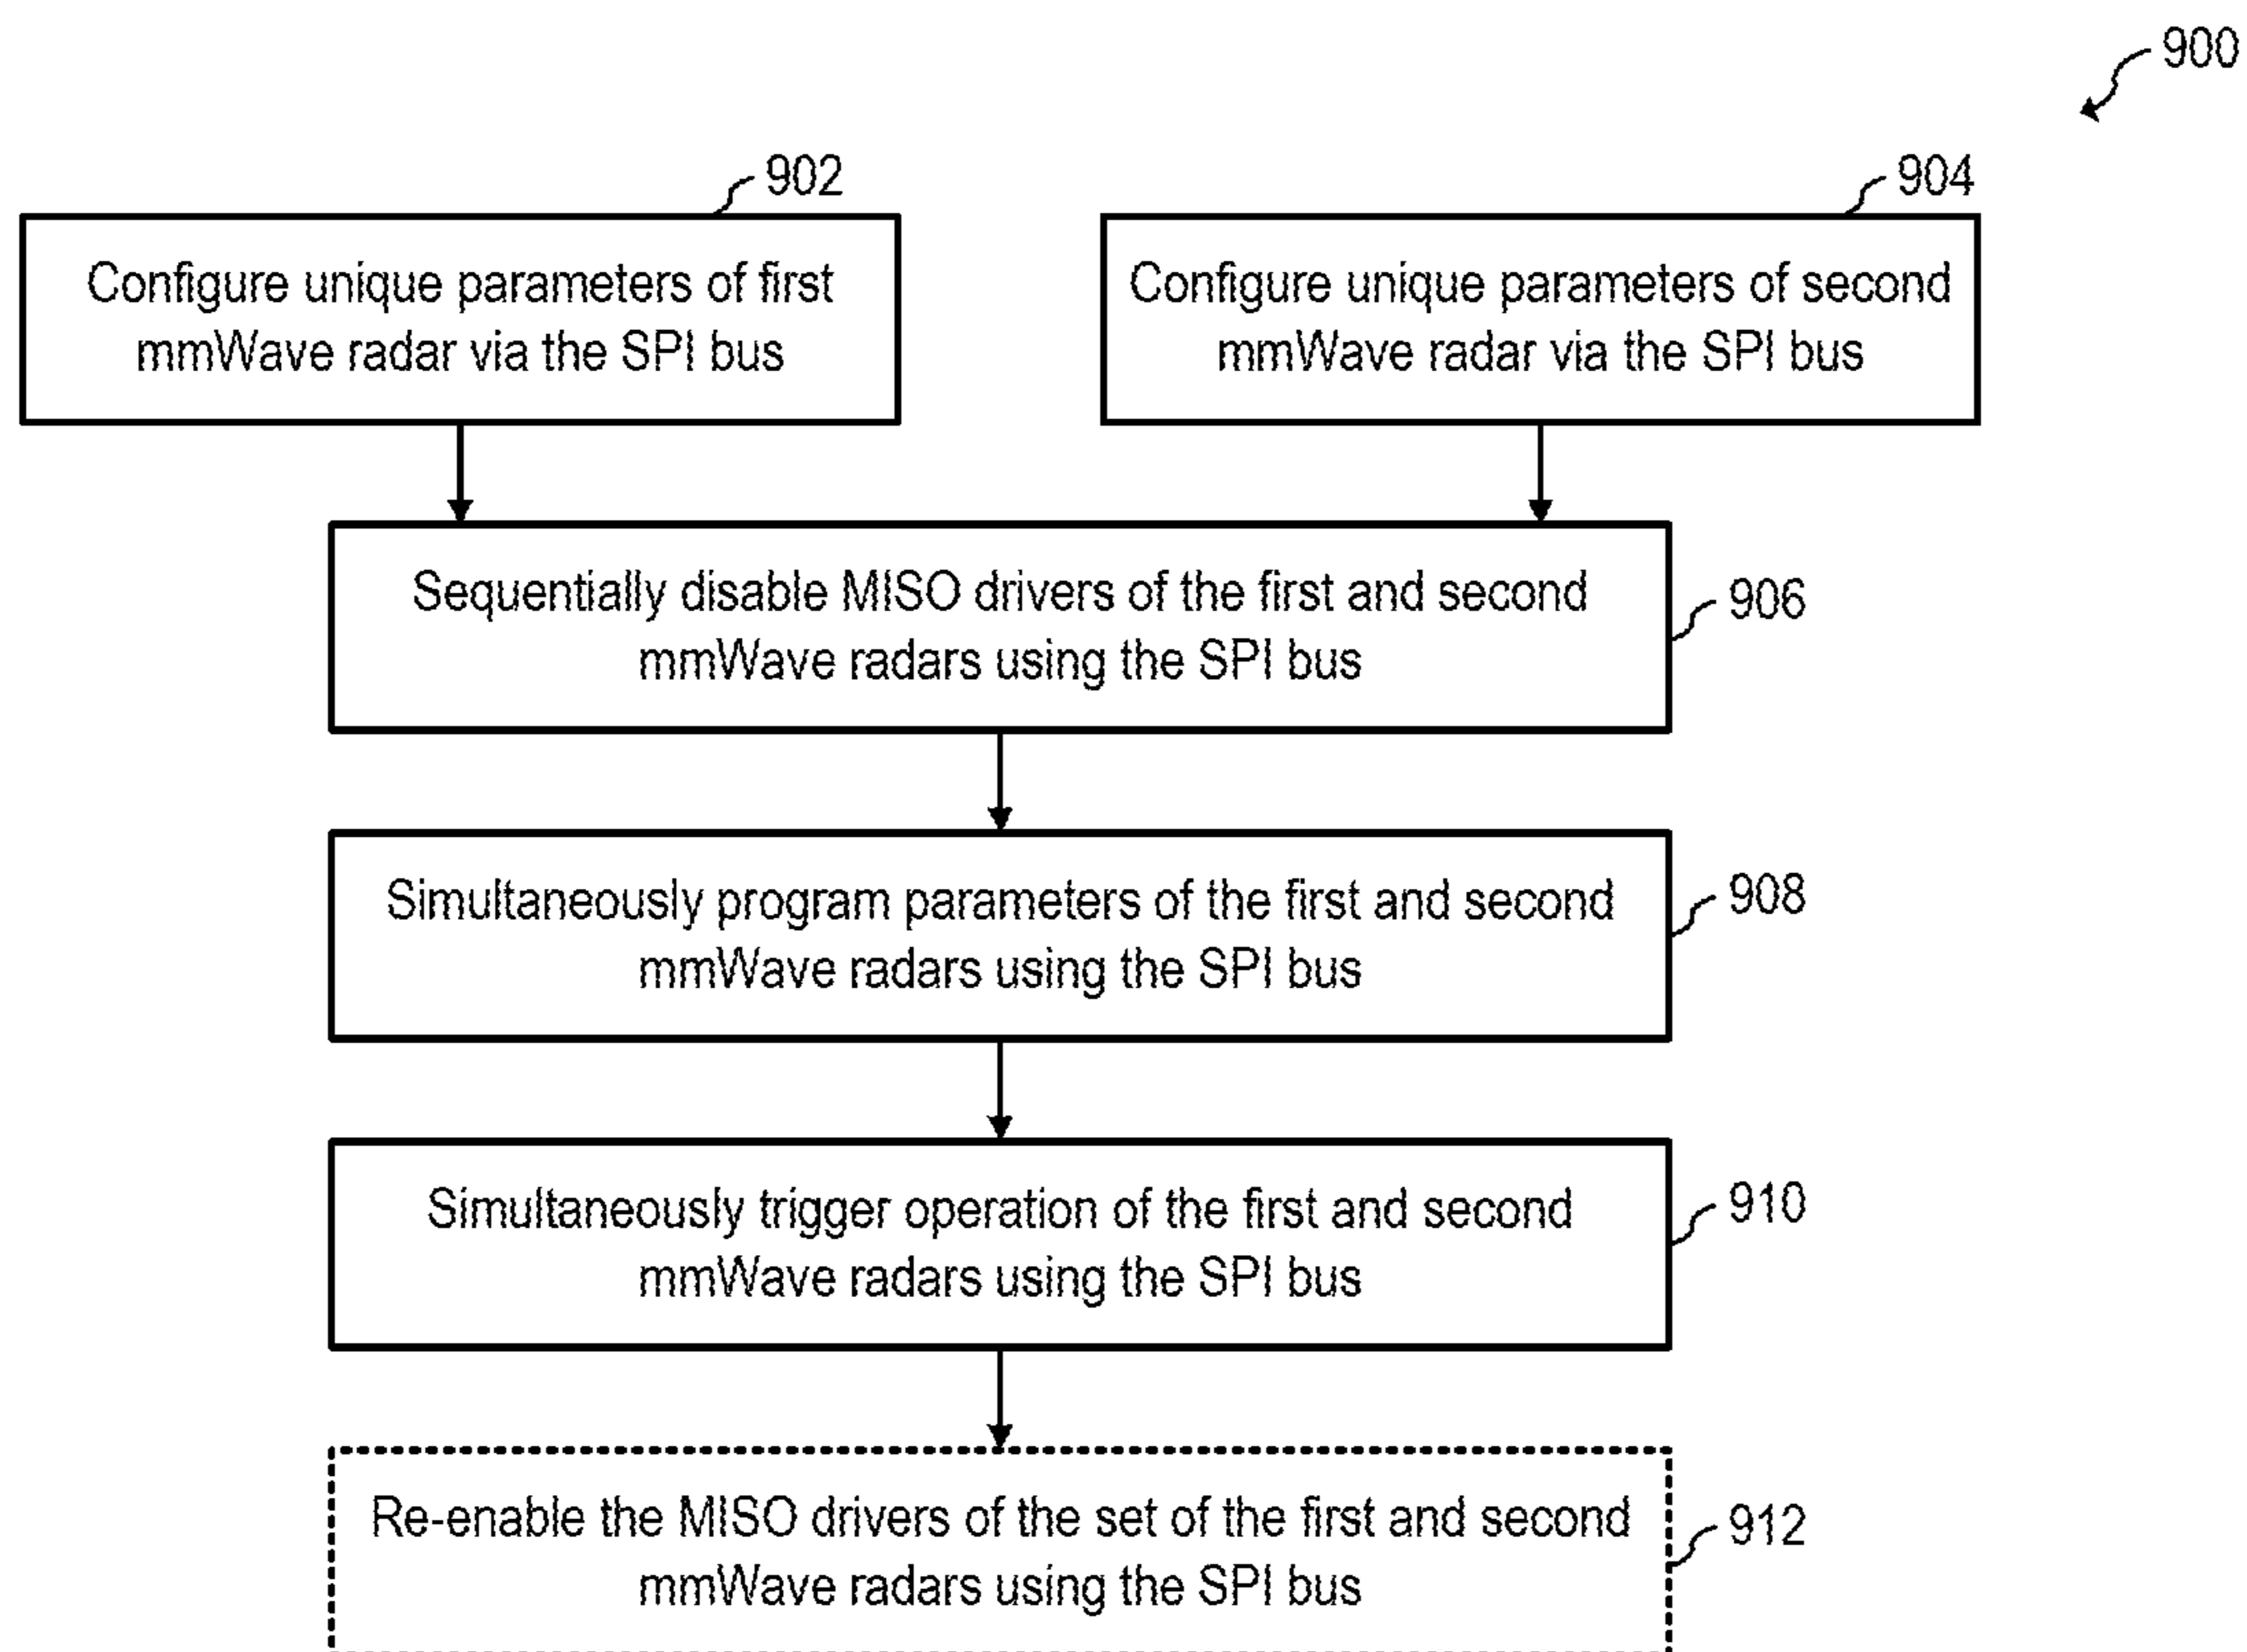 900
902
904
Configure unique parameters of first
mmWave radar via the SPI bus
Configure unique parameters of second
mmWave radar via the SPI bus
Sequentially disable MISO drivers of the first and second
mmWave radars using the SPI bus
906
Simultaneously program parameters of the first and second
mmWave radars using the SPI bus
908
Simultaneously trigger operation of the first and second
mmWave radars using the SPI bus
910
Re-enable the MISO drivers of the set of the first and second
mmWave radars using the SPI bus
912